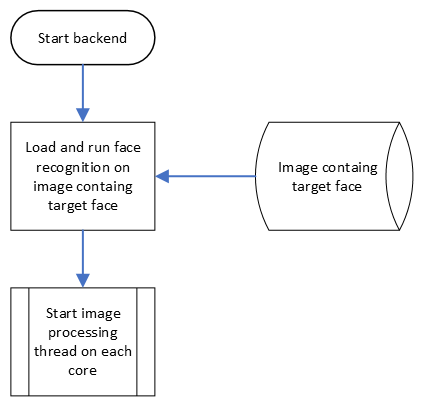 Start backend
Load and run face
recognition on
image containg
target face
Image containg
target face
Start image
processing
thread on each
core